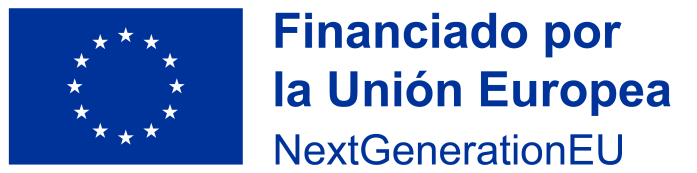 Financiado por
la Unión Europea
NextGenerationEU